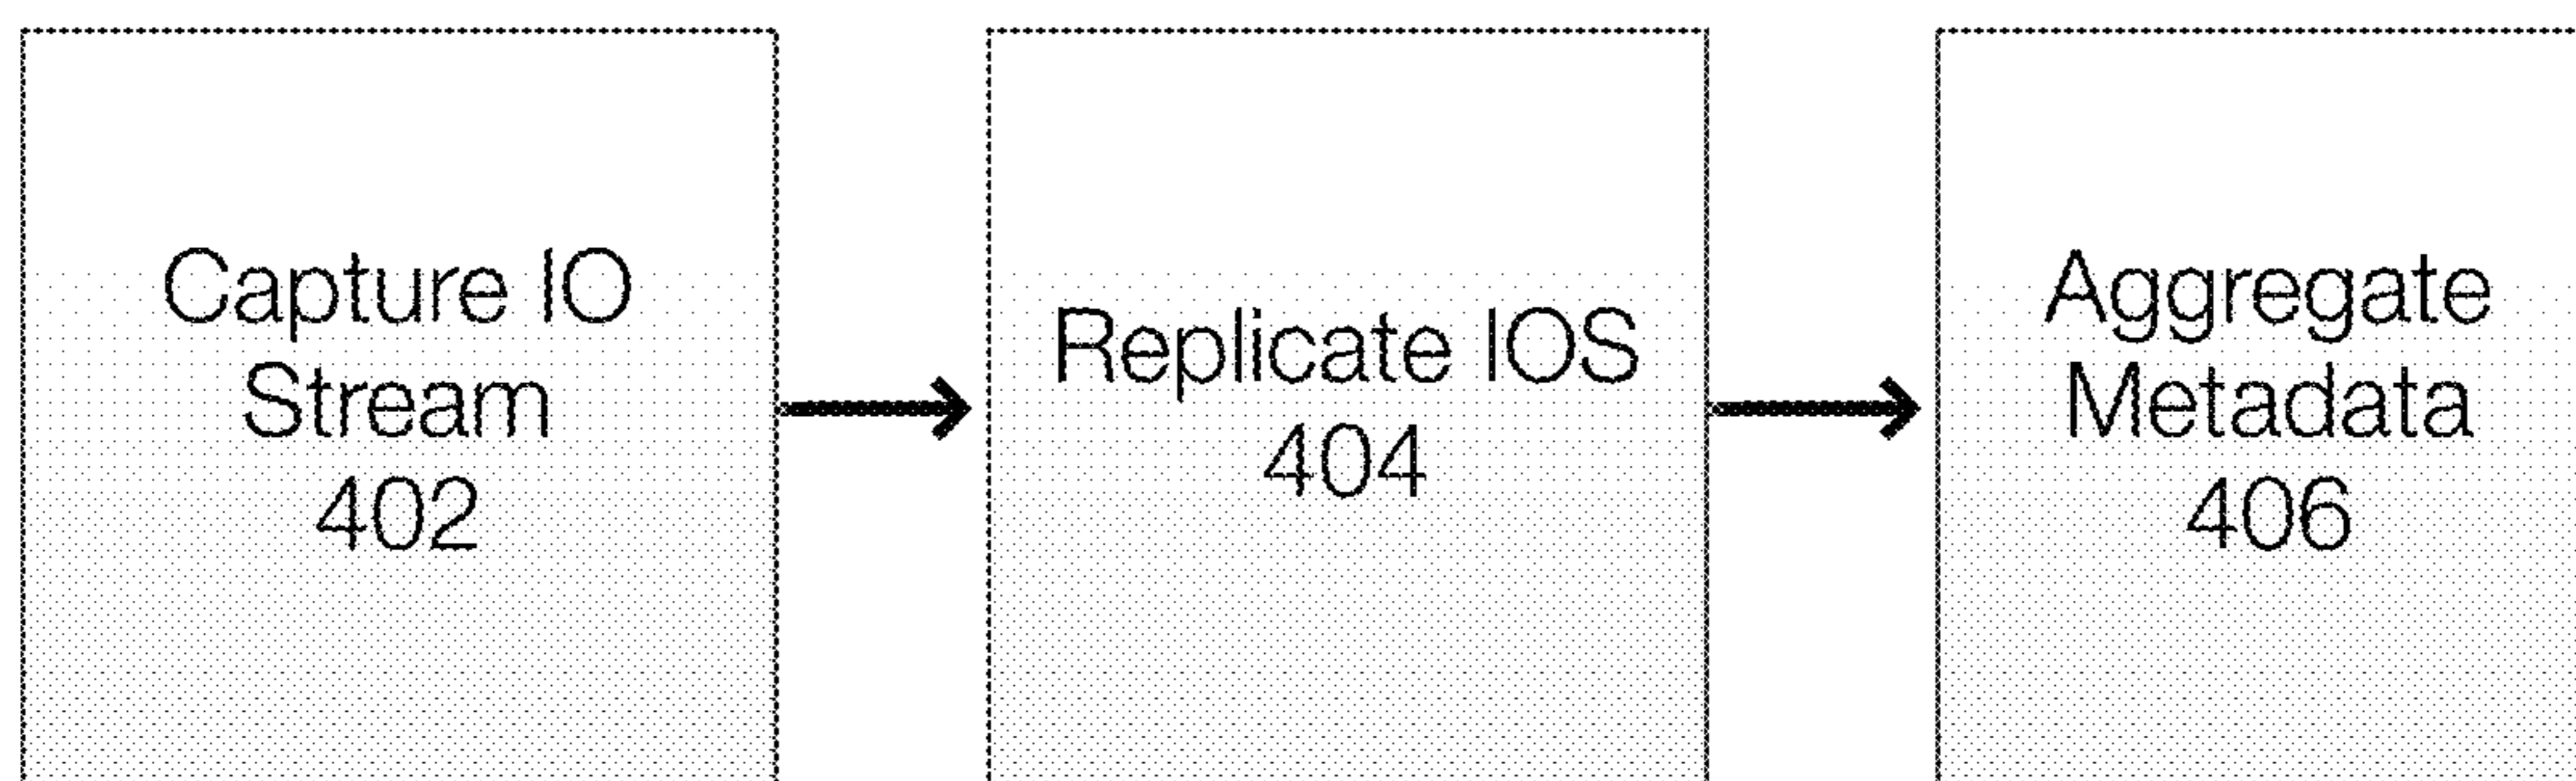 Capture IO
Stream
402
Replicate IOS
404
Aggregate
Metadata
406